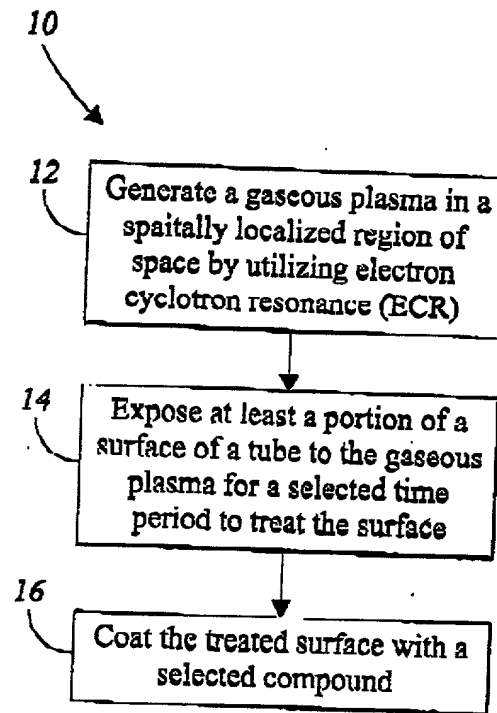 10
12
Generate a gaseous plasma in a
spaitally localized region of
space by utilizing electron
cyclotron resonance (ECR)
14
Expose at least a portion of a
surface of a tube to the gaseous
plasma for a selected time
period to treat the surface
16
Coat the treated surface with a
selected compound